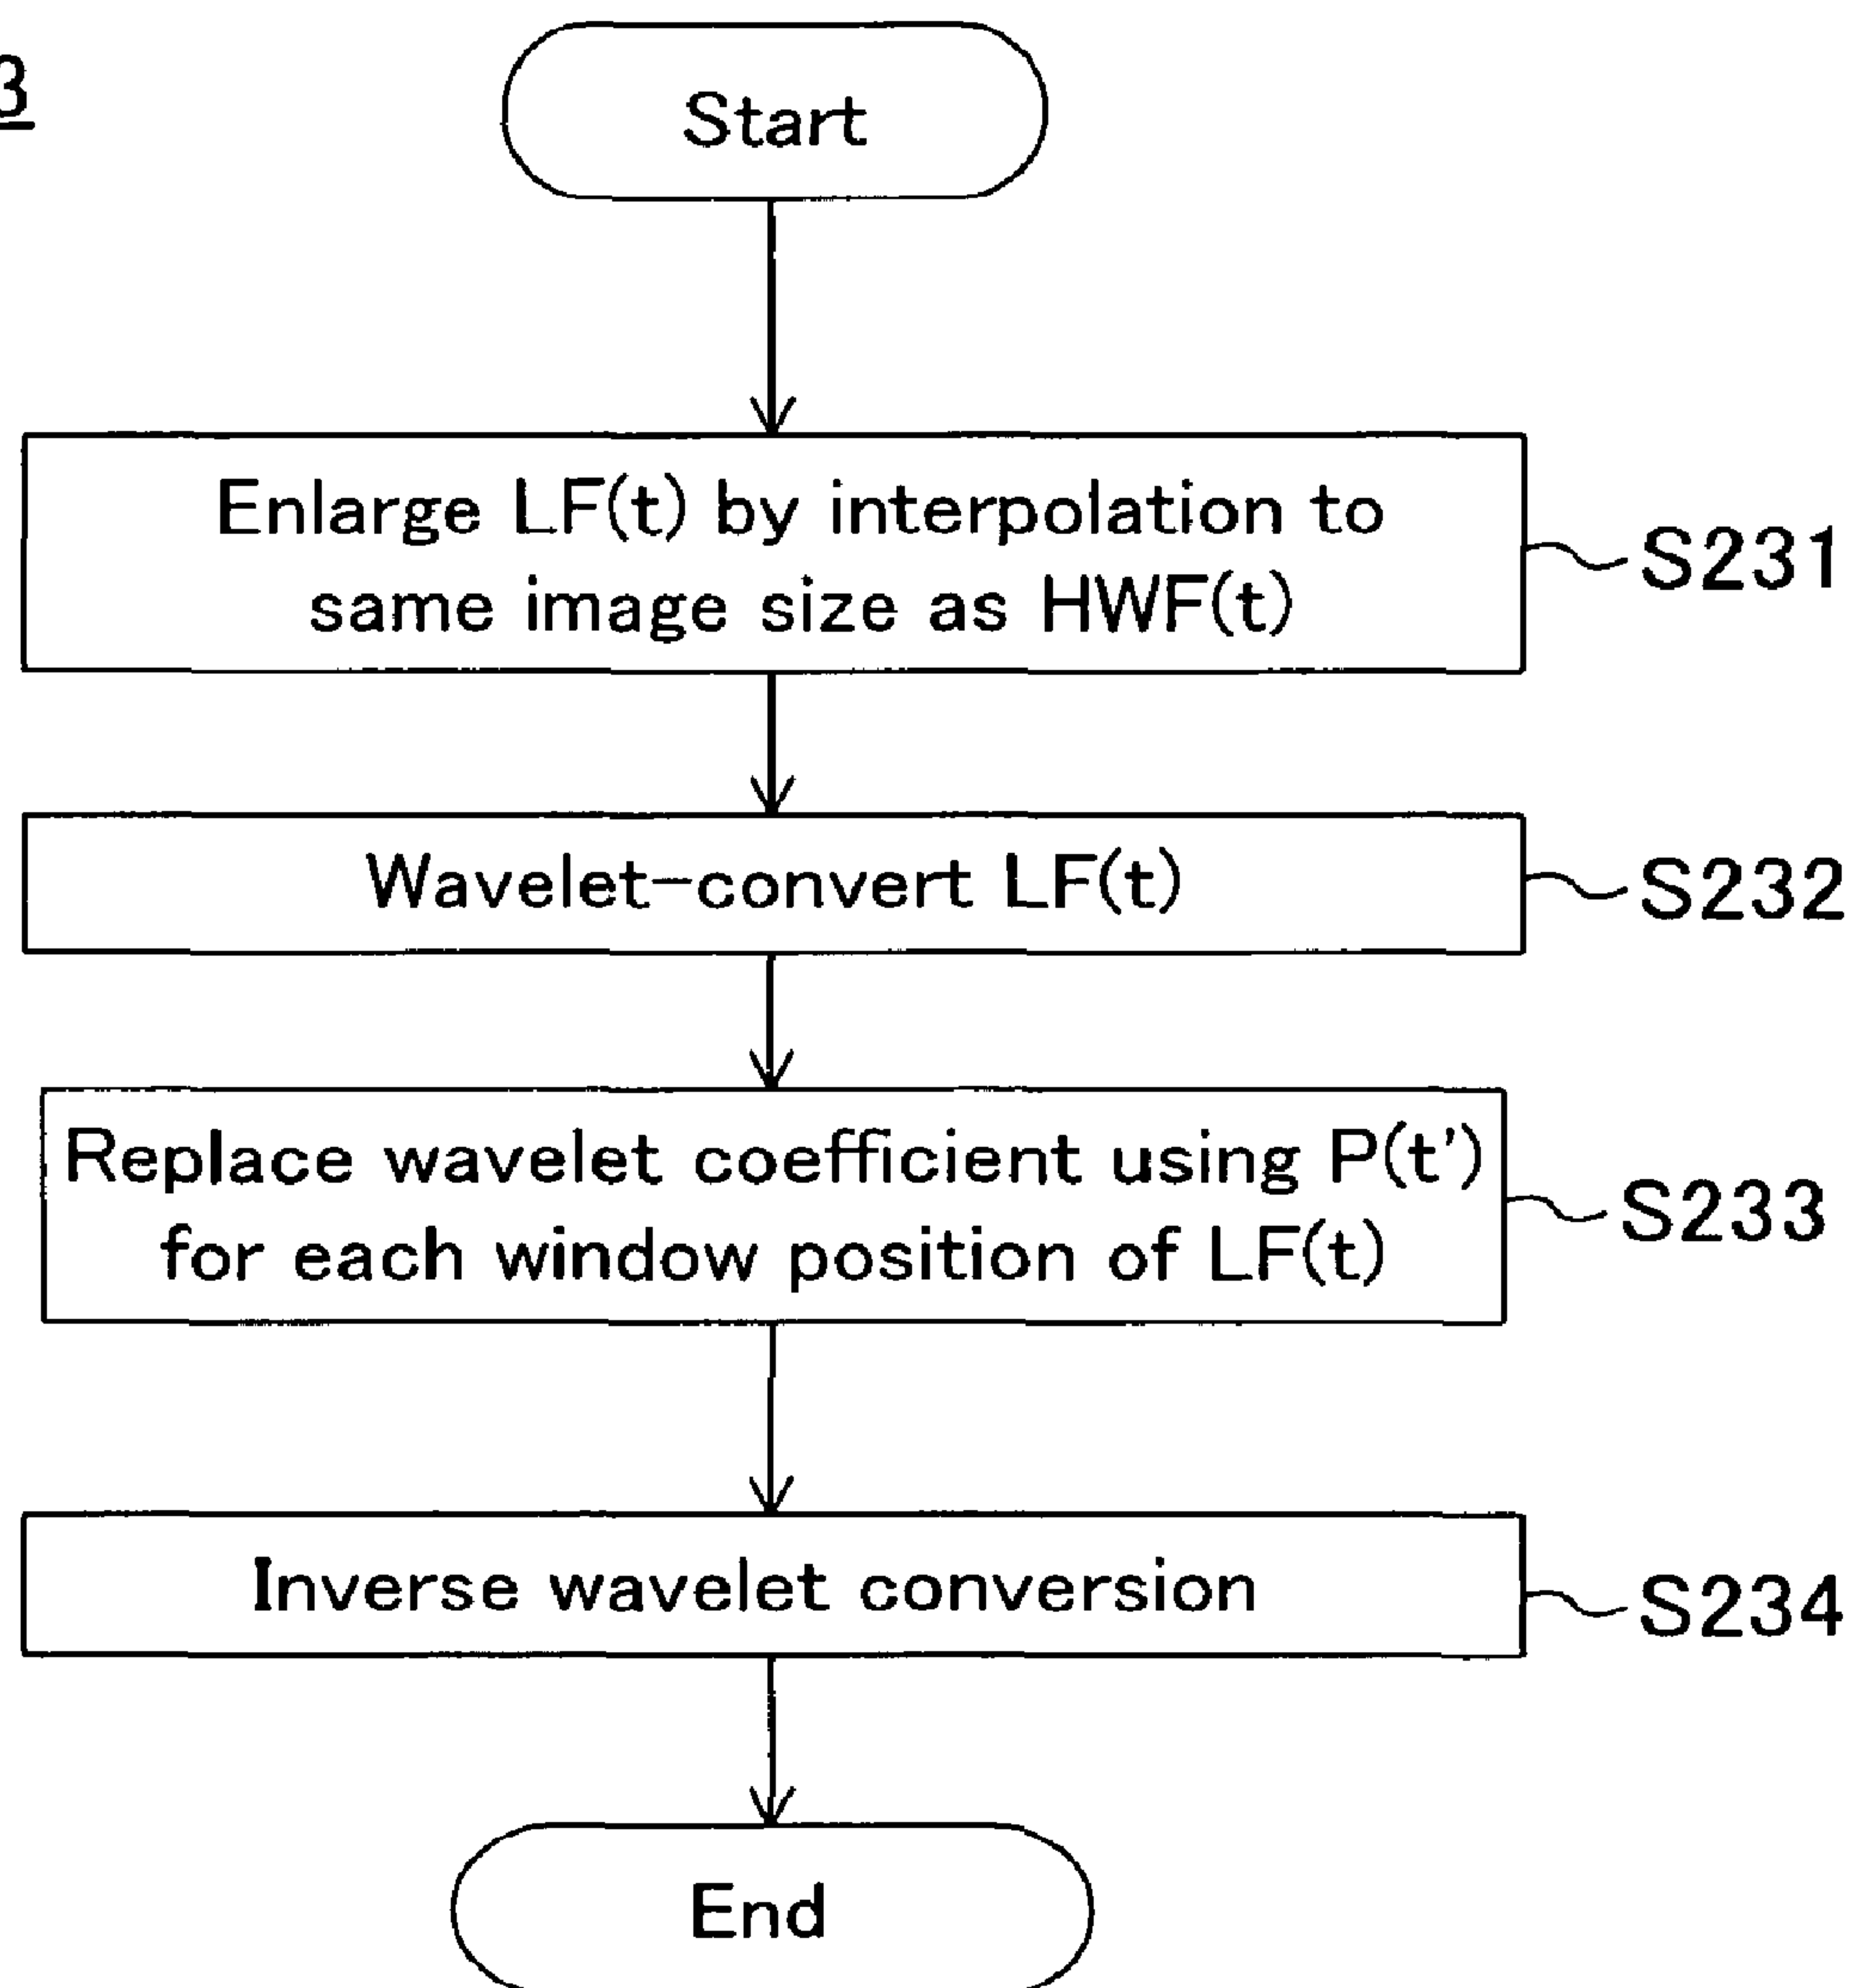 3
Start
Enlarge LF(t) by interpolation to
same image size as HWF(t)
S231
Wavelet-convert LF(t)
S232
Replace wavelet coefficient using P(t')
for each window position of LF(t)
S233
Inverse wavelet conversion
S234
End